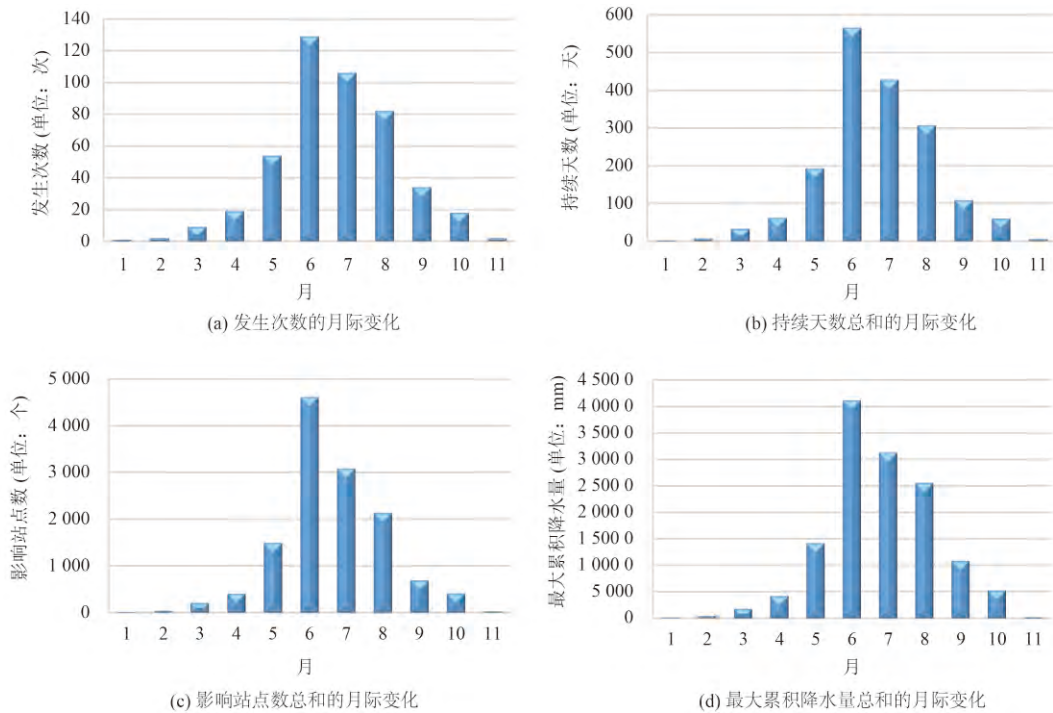 140
120
100
80
60
40
20
0
发生次数 (单位：次)
1 2 3 4 5 6 7 8 9 10 11
月
(a) 发生次数的月际变化
600
500
400
300
200
100
0
持续天数 (单位：天)
1 2 3 4 5 6 7 8 9 10 11
月
(b) 持续天数总和的月际变化
5 000
4 000
3 000
2 000
1 000
0
影响站点数 (单位：个)
1 2 3 4 5 6 7 8 9 10 11
月
(c) 影响站点数总和的月际变化
4 500 0
4 000 0
3 500 0
3 000 0
2 500 0
2 000 0
1 500 0
1 000 0
5 000
0
最大累积降水量 (单位：mm)
1 2 3 4 5 6 7 8 9 10 11
月
(d) 最大累积降水量总和的月际变化